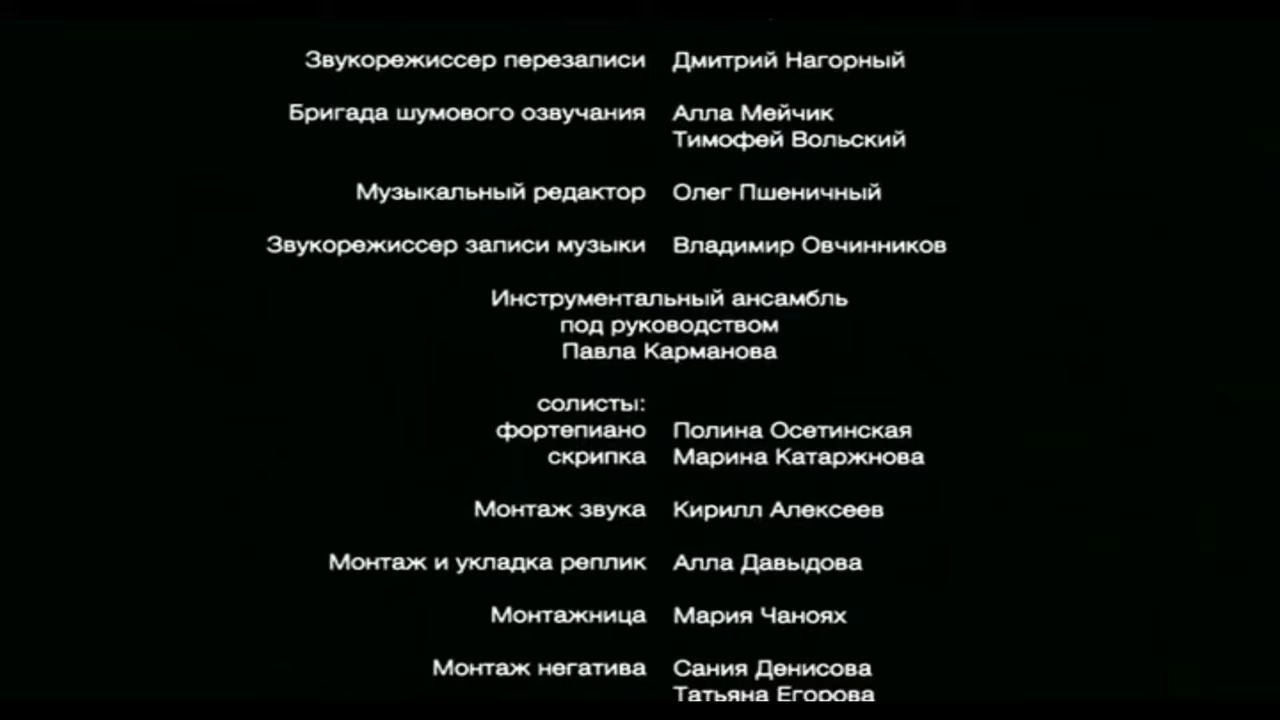 Звукорежиссер перезаписи Дмитрий Нагорный
Бригада шумового озвучания Алла Мейчик
Тимофей Вольский
Музыкальный редактор Олег Пшеничный
Звукорежиссер записи музыки Владимир Овчинников
Инструментальный ансамбль
под руководством
Павла Карманова
солисты:
фортепиано Полина Осетинская
скрипка Марина Катаржнова
Монтаж звука Кирилл Алексеев
Монтаж и укладка реплик Алла Давыдова
Монтажница Мария Чаноях
Монтаж негатива Сания Денисова
Татьяна Егорова